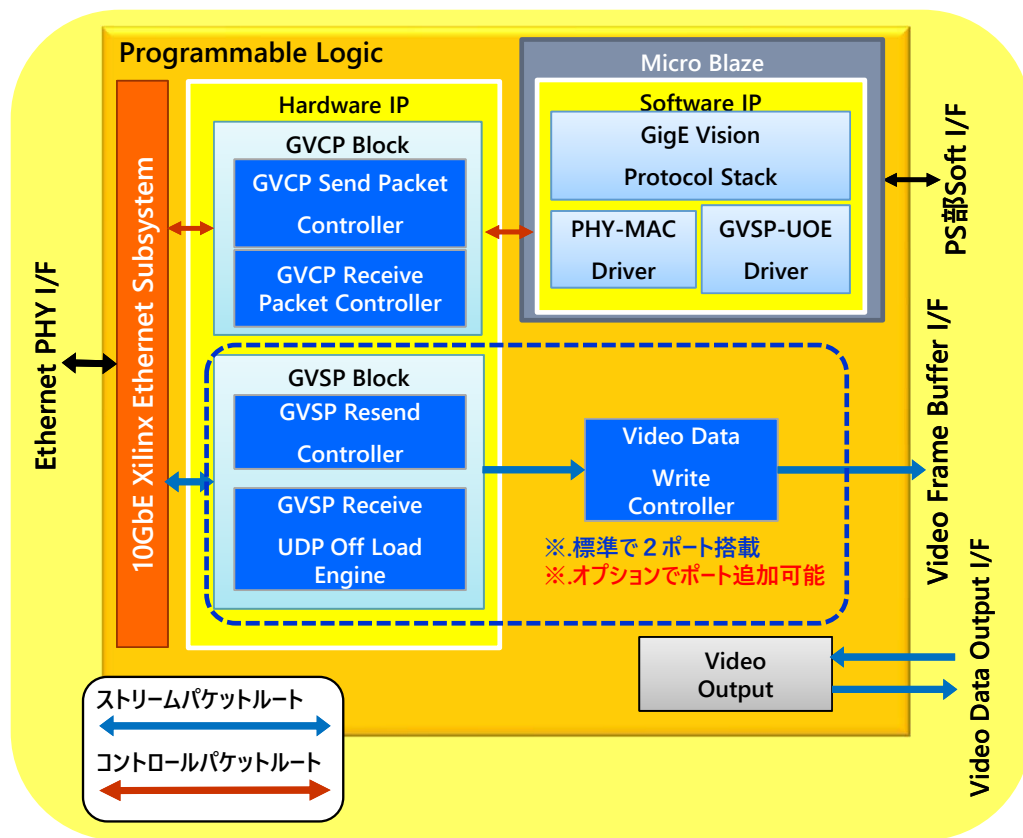 Programmable Logic
Micro Blaze
Hardware IP
Software IP
GVCP Block
GigE Vision
Protocol Stack
GVCP Send Packet
Controller
PHY-MAC
Driver
GVSP-UOE
Driver
GVCP Receive
Packet Controller
10GbE Xilinx Ethernet Subsystem
Ethernet PHY I/F
PS部Soft I/F
GVSP Block
GVSP Resend
Controller
Video Data
Write
Controller
GVSP Receive
UDP Off Load
Engine
※.標準で２ポート搭載
※.オプションでポート追加可能
Video Frame Buffer I/F
Video Data Output I/F
Video
Output
ストリームパケットルート
コントロールパケットルート